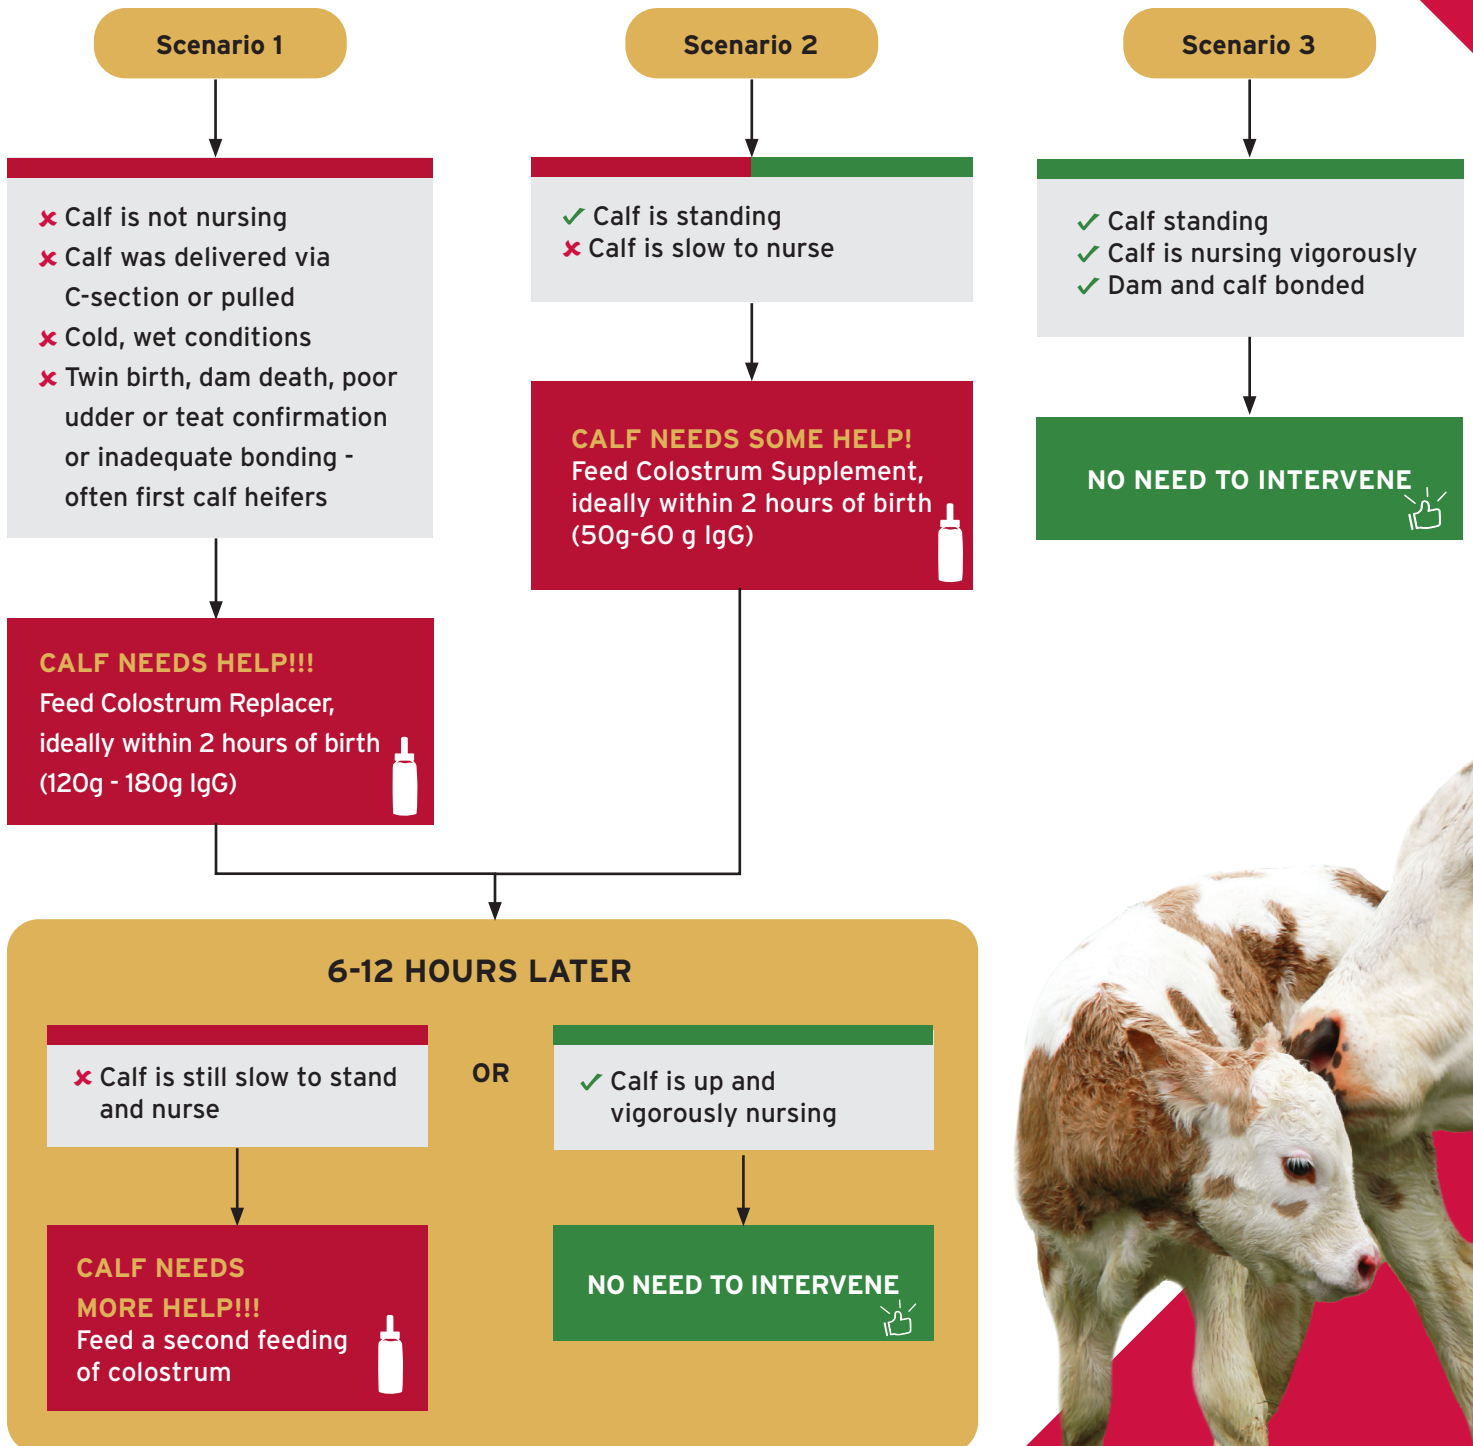 Scenario 1
✘ Calf is not nursing
✘ Calf was delivered via
C-section or pulled
✘ Cold, wet conditions
✘ Twin birth, dam death, poor
udder or teat confirmation
or inadequate bonding -
often first calf heifers
CALF NEEDS HELP!!!
Feed Colostrum Replacer,
ideally within 2 hours of birth
(120g - 180g IgG)
Scenario 2
✓ Calf is standing
✘ Calf is slow to nurse
CALF NEEDS SOME HELP!
Feed Colostrum Supplement,
ideally within 2 hours of birth
(50g-60 g IgG)
Scenario 3
✓ Calf standing
✓ Calf is nursing vigorously
✓ Dam and calf bonded
NO NEED TO INTERVENE
6-12 HOURS LATER
✘ Calf is still slow to stand
and nurse
CALF NEEDS
MORE HELP!!!
Feed a second feeding
of colostrum
OR
✓ Calf is up and
vigorously nursing
NO NEED TO INTERVENE